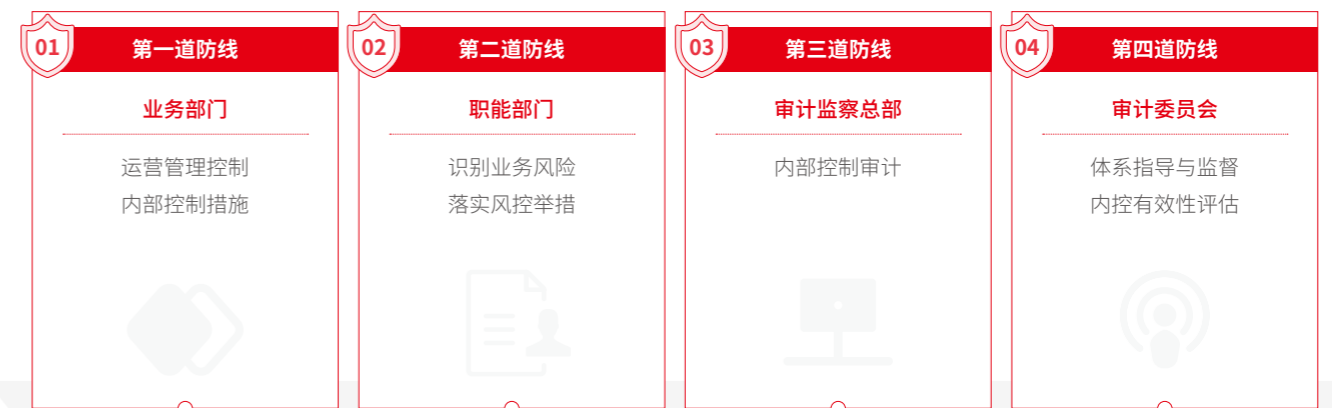 01
第一道防线
业务部门
运营管理控制
内部控制措施
02
第二道防线
职能部门
识别业务风险
落实风控举措
03
第三道防线
审计监察总部
内部控制审计
04
第四道防线
审计委员会
体系指导与监督
内控有效性评估